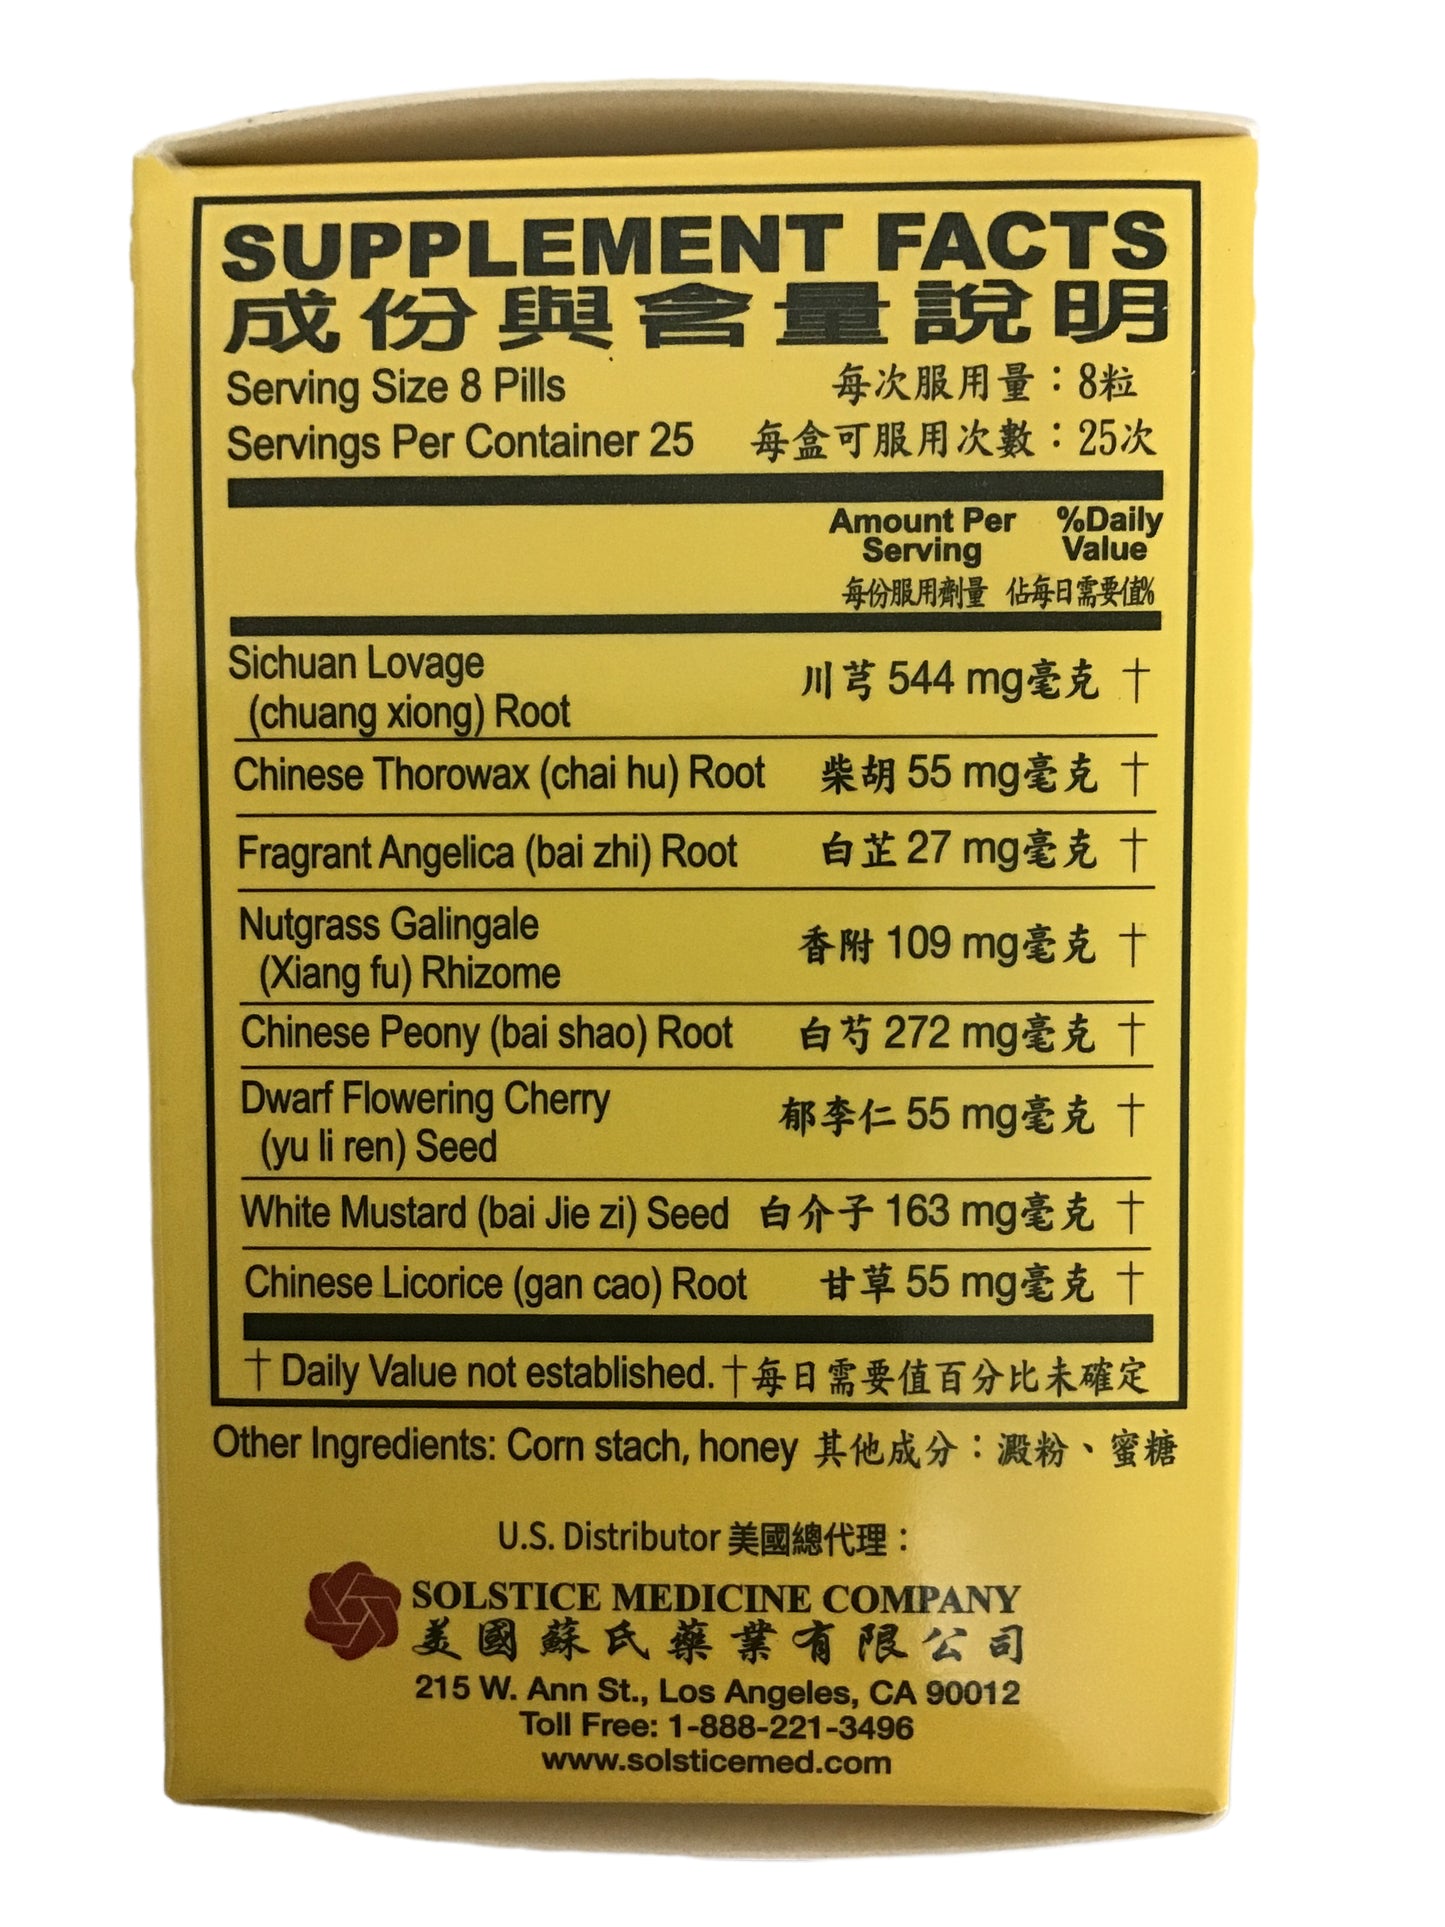 SUPPLEMENT FACTS
成份與含量說明
Serving Size 8 Pills 每次服用量：8粒
Servings Per Container 25 每盒可服用次數：25次
Amount Per %Daily
Serving Value
每份服用劑量 佔每日需要值%
Sichuan Lovage
(chuang xiong) Root 川芎 544 mg毫克 †
Chinese Thorowax (chai hu) Root 柴胡 55 mg毫克 †
Fragrant Angelica (bai zhi) Root 白芷 27 mg毫克 †
Nutgrass Galingale
(Xiang fu) Rhizome 香附 109 mg毫克 †
Chinese Peony (bai shao) Root 白芍 272 mg毫克 †
Dwarf Flowering Cherry
(yu li ren) Seed 郁李仁 55 mg毫克 †
White Mustard (bai Jie zi) Seed 白介子 163 mg毫克 †
Chinese Licorice (gan cao) Root 甘草 55 mg毫克 †
† Daily Value not established. †每日需要值百分比未確定
Other Ingredients: Corn stach, honey 其他成分：澱粉、蜜糖
U.S. Distributor 美國總代理：
SOLSTICE MEDICINE COMPANY
美國蘇氏藥業有限公司
215 W. Ann St., Los Angeles, CA 90012
Toll Free: 1-888-221-3496
www.solsticemed.com